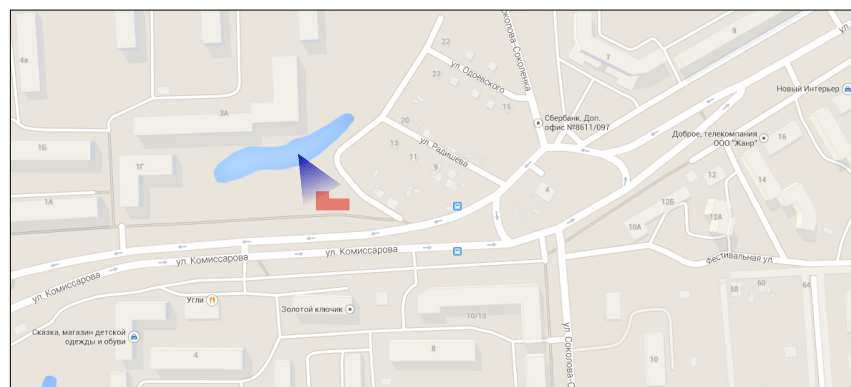 4а
22
7
9
ул.
Соколова-Соколенка
ул. Одоевского
23
15
Новый Интерьер
3А
20
Сбербанк, Доп.
офис №8611/097
Доброе, телекомпания
ООО "Жанр"
16
1Б
1Г
13
ул. Радищева
11
9
12
14
4
1А
12Б
12А
10А
ул. Комиссарова
ул. Комиссарова
ул. Комиссарова
Фестивальная ул.
58
60
64
Угли
Золотой ключик
10/13
Сказка, магазин детской
одежды и обуви
4
8
10
ул. Соколова-С